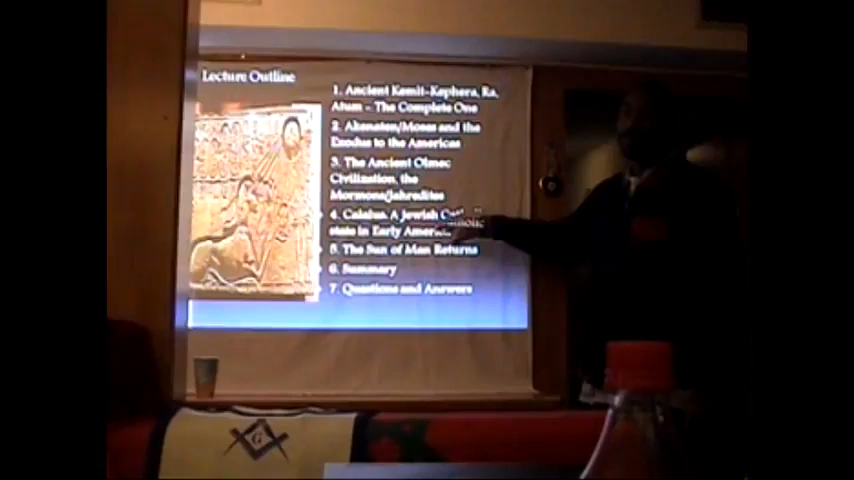 Lecture Outline
1. Ancient Kemit-Kephera, Ra,
Atum – The Complete One
2. Akenaten/Moses and the
Exodus to the Americas
3. The Ancient Olmec
Civilization, the
Mormons/Jahredites
4. Calalus, A Jewish
state in Early
5. The Sun of Man Returns
6. Summary
7. Questions and Answers
G